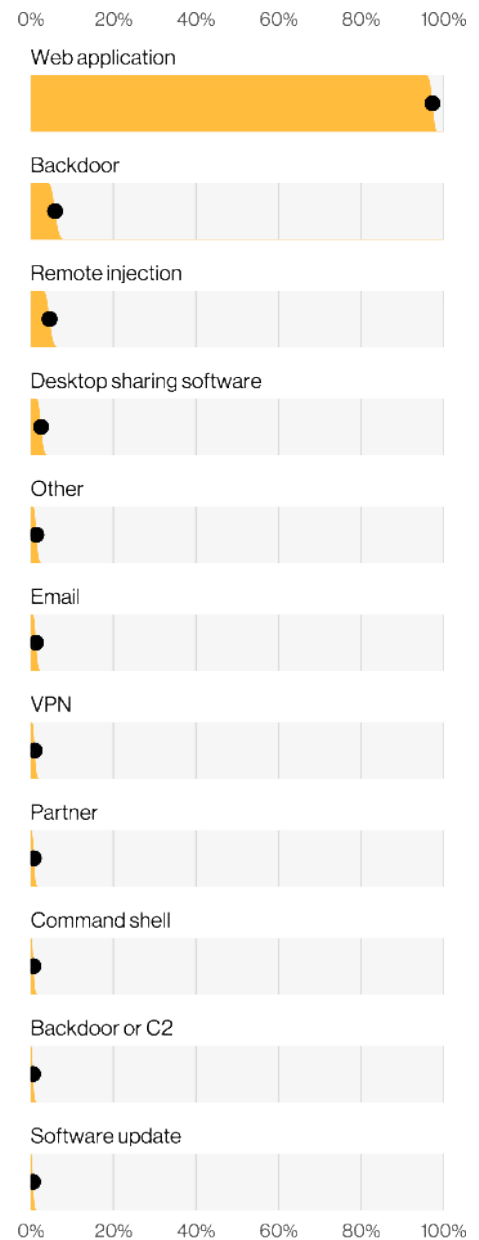 0% 20% 40% 60% 80% 100%
Web application
Backdoor
Remote injection
Desktop sharing software
Other
Email
VPN
Partner
Command shell
Backdoor or C2
Software update
0% 20% 40% 60% 80% 100%